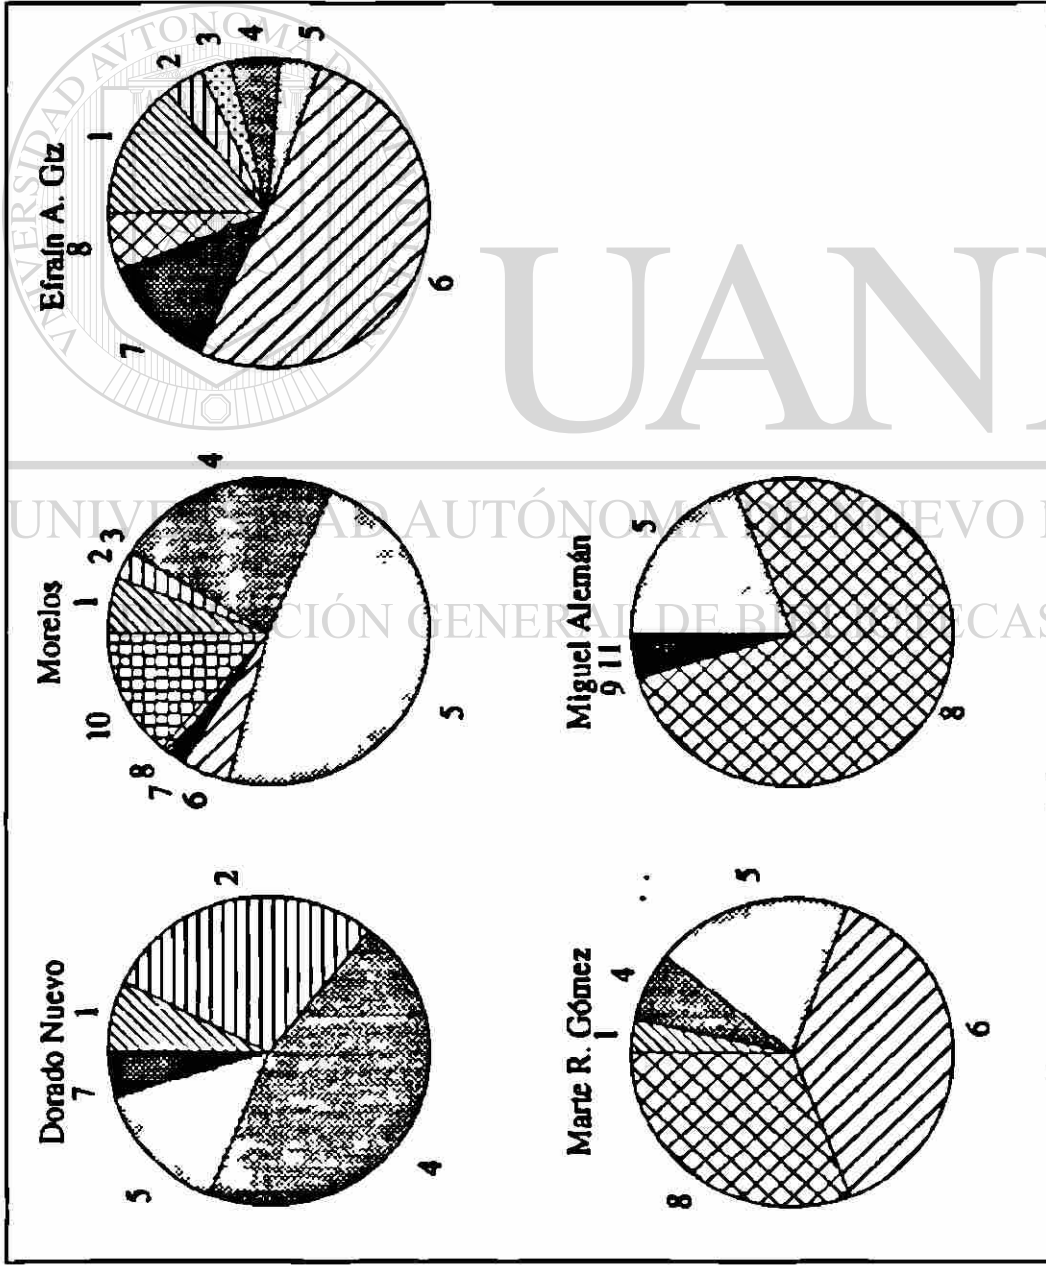 Dorado Nuevo
7 1
5 2
4
Morelos
10 1 2 3
7 8 4
6
5
Efraín A. Gtz
8 1 2 3 4 5
7
6
Marte R. Gómez
1 4
8 5
6
Miguel Alemán
9 11
5
8
UNIVERSIDAD AUTÓNOMA DE NUEVO
GENERAL DE BIBLIOTECAS